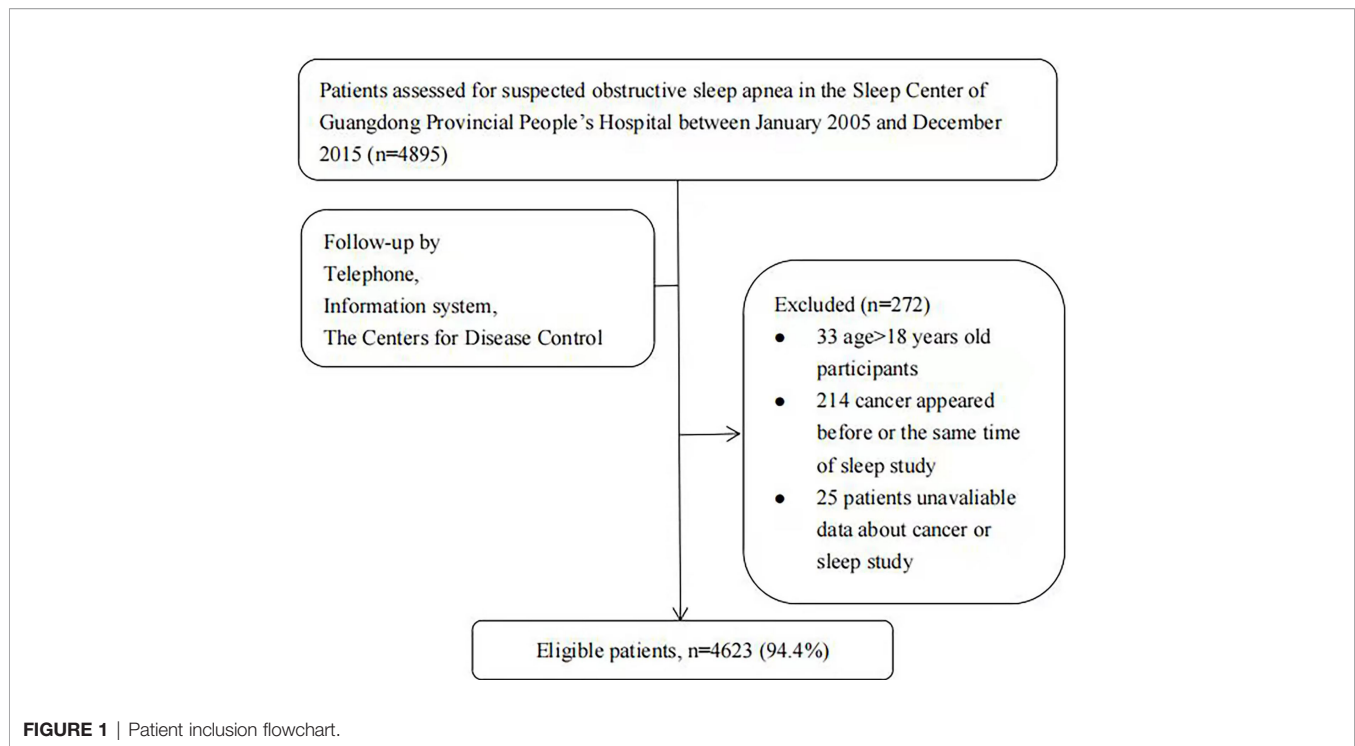 Patients assessed for suspected obstructive sleep apnea in the Sleep Center of
Guangdong Provincial People's Hospital between January 2005 and December
2015 (n=4895)
Follow-up by
Telephone,
Information system,
The Centers for Disease Control
Excluded (n=272)
● 33 age>18 years old
participants
● 214 cancer appeared
before or the same time
of sleep study
● 25 patients unavaliable
data about cancer or
sleep study
Eligible patients, n=4623 (94.4%)
FIGURE 1 | Patient inclusion flowchart.